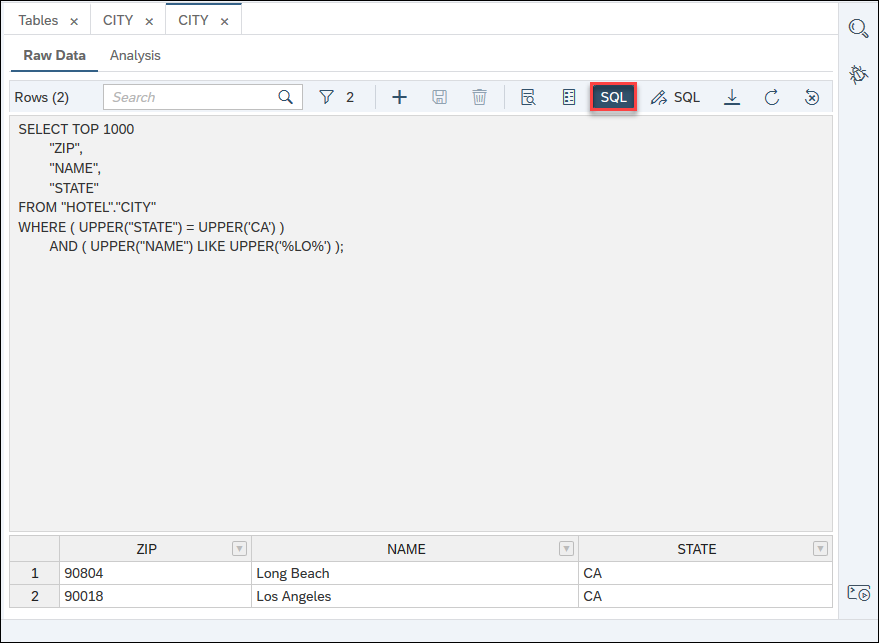 Tables × CITY × CITY ×
Raw Data Analysis
Rows (2) Search 2 SQL SQL
SELECT TOP 1000
"ZIP",
"NAME",
"STATE"
FROM "HOTEL"."CITY"
WHERE ( UPPER("STATE") = UPPER('CA') )
AND ( UPPER("NAME") LIKE UPPER('%LO%') );
ZIP NAME STATE
1 90804 Long Beach CA
2 90018 Los Angeles CA